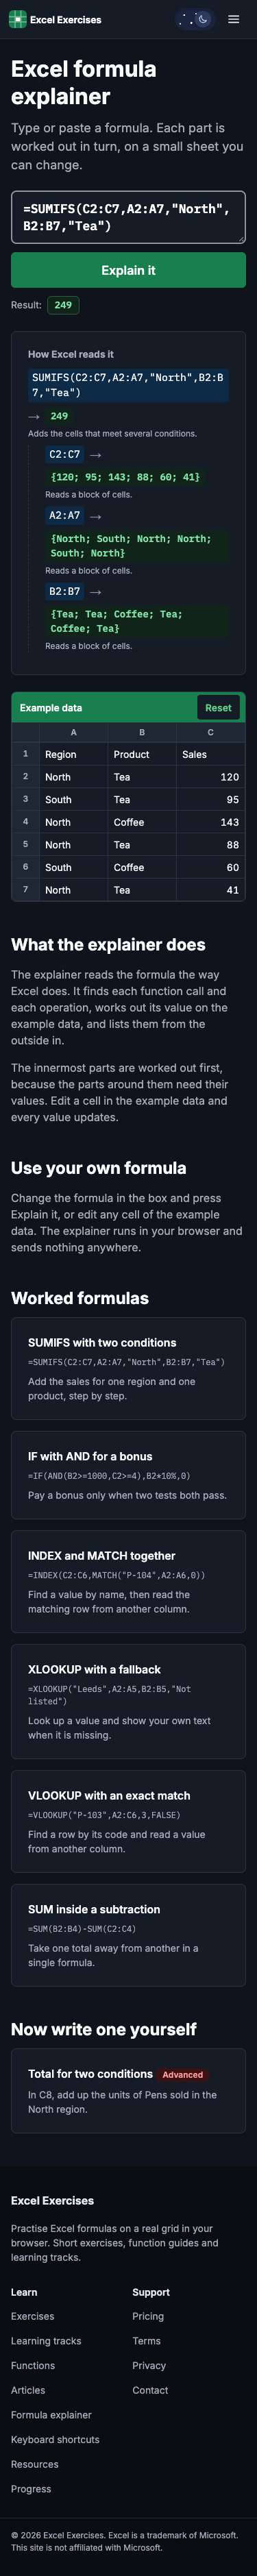 Excel Exercises
Excel formula
explainer
Type or paste a formula. Each part is
worked out in turn, on a small sheet you
can change.
=SUMIFS(C2:C7,A2:A7,"North",
B2:B7,"Tea")
Explain it
Result: 249
How Excel reads it
SUMIFS(C2:C7,A2:A7,"North",B2:B
7,"Tea")
→ 249
Adds the cells that meet several conditions.
C2:C7 →
{120; 95; 143; 88; 60; 41}
Reads a block of cells.
A2:A7 →
{North; South; North; North;
South; North}
Reads a block of cells.
B2:B7 →
{Tea; Tea; Coffee; Tea;
Coffee; Tea}
Reads a block of cells.
Example data Reset
A B C
1 Region Product Sales
2 North Tea 120
3 South Tea 95
4 North Coffee 143
5 North Tea 88
6 South Coffee 60
7 North Tea 41
What the explainer does
The explainer reads the formula the way
Excel does. It finds each function call and
each operation, works out its value on the
example data, and lists them from the
outside in.
The innermost parts are worked out first,
because the parts around them need their
values. Edit a cell in the example data and
every value updates.
Use your own formula
Change the formula in the box and press
Explain it, or edit any cell of the example
data. The explainer runs in your browser and
sends nothing anywhere.
Worked formulas
SUMIFS with two conditions
=SUMIFS(C2:C7,A2:A7,"North",B2:B7,"Tea")
Add the sales for one region and one
product, step by step.
IF with AND for a bonus
=IF(AND(B2>=1000,C2>=4),B2*10%,0)
Pay a bonus only when two tests both pass.
INDEX and MATCH together
=INDEX(C2:C6,MATCH("P-104",A2:A6,0))
Find a value by name, then read the
matching row from another column.
XLOOKUP with a fallback
=XLOOKUP("Leeds",A2:A5,B2:B5,"Not
listed")
Look up a value and show your own text
when it is missing.
VLOOKUP with an exact match
=VLOOKUP("P-103",A2:C6,3,FALSE)
Find a row by its code and read a value
from another column.
SUM inside a subtraction
=SUM(B2:B4)-SUM(C2:C4)
Take one total away from another in a
single formula.
Now write one yourself
Total for two conditions Advanced
In C8, add up the units of Pens sold in the
North region.
Excel Exercises
Practise Excel formulas on a real grid in your
browser. Short exercises, function guides and
learning tracks.
Learn
Exercises
Learning tracks
Functions
Articles
Formula explainer
Keyboard shortcuts
Resources
Progress
Support
Pricing
Terms
Privacy
Contact
© 2026 Excel Exercises. Excel is a trademark of Microsoft.
This site is not affiliated with Microsoft.